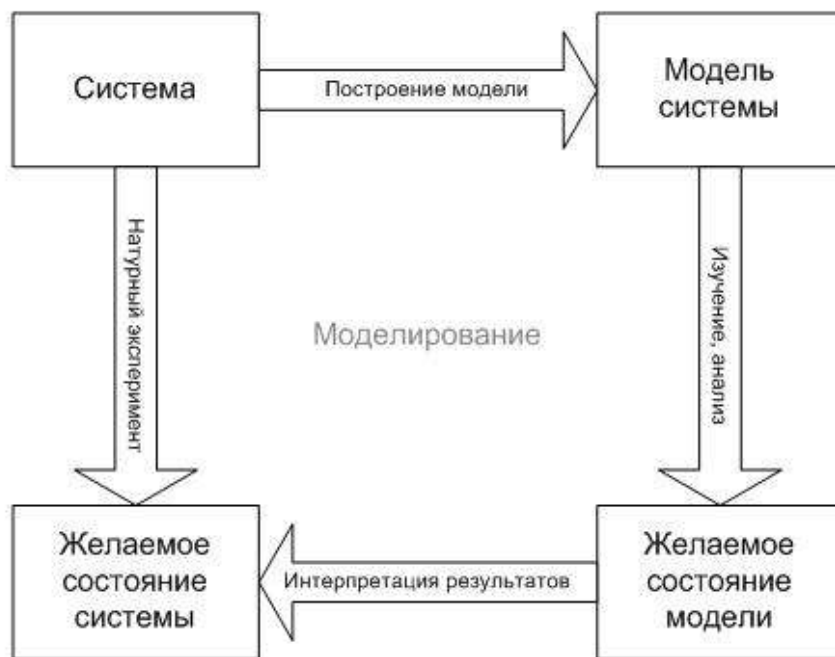 Система
Построение модели
Модель
системы
Натурный эксперимент
Моделирование
Изучение, анализ
Желаемое
состояние
системы
Интерпретация результатов
Желаемое
состояние
модели